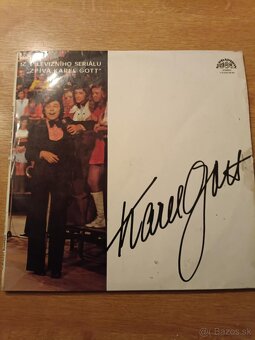 Z TELEVIZNÍHO SERIÁLU
"ZPÍVÁ KAREL GOTT"
SUPRAPHON
Karel Gott
© bazos.sk